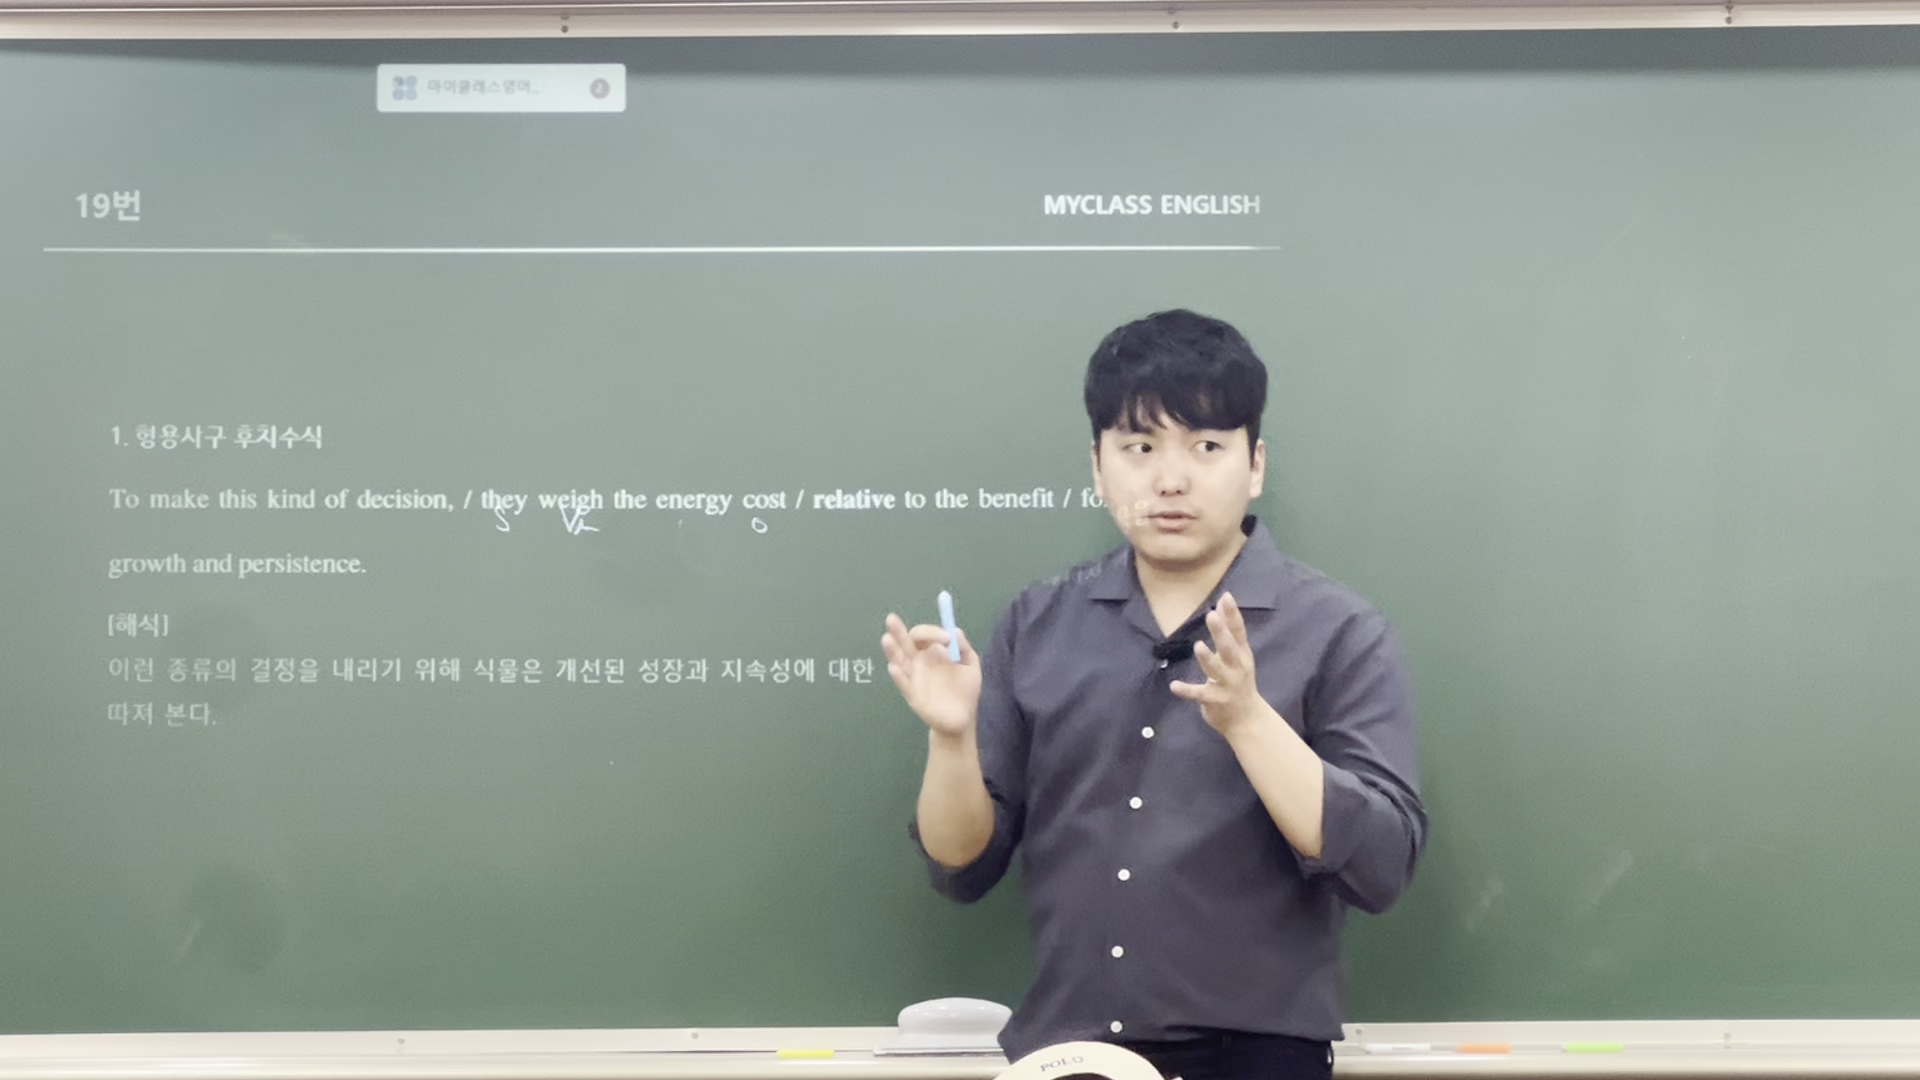 마이클래스영어... 2
19번
MYCLASS ENGLISH
1. 형용사구 후치수식
To make this kind of decision, / they weigh the energy cost / relative to the benefit /
S V O
growth and persistence.
[해석]
이런 종류의 결정을 내리기 위해 식물은 개선된 성장과 지속성에 대한
따져 본다.
POLO